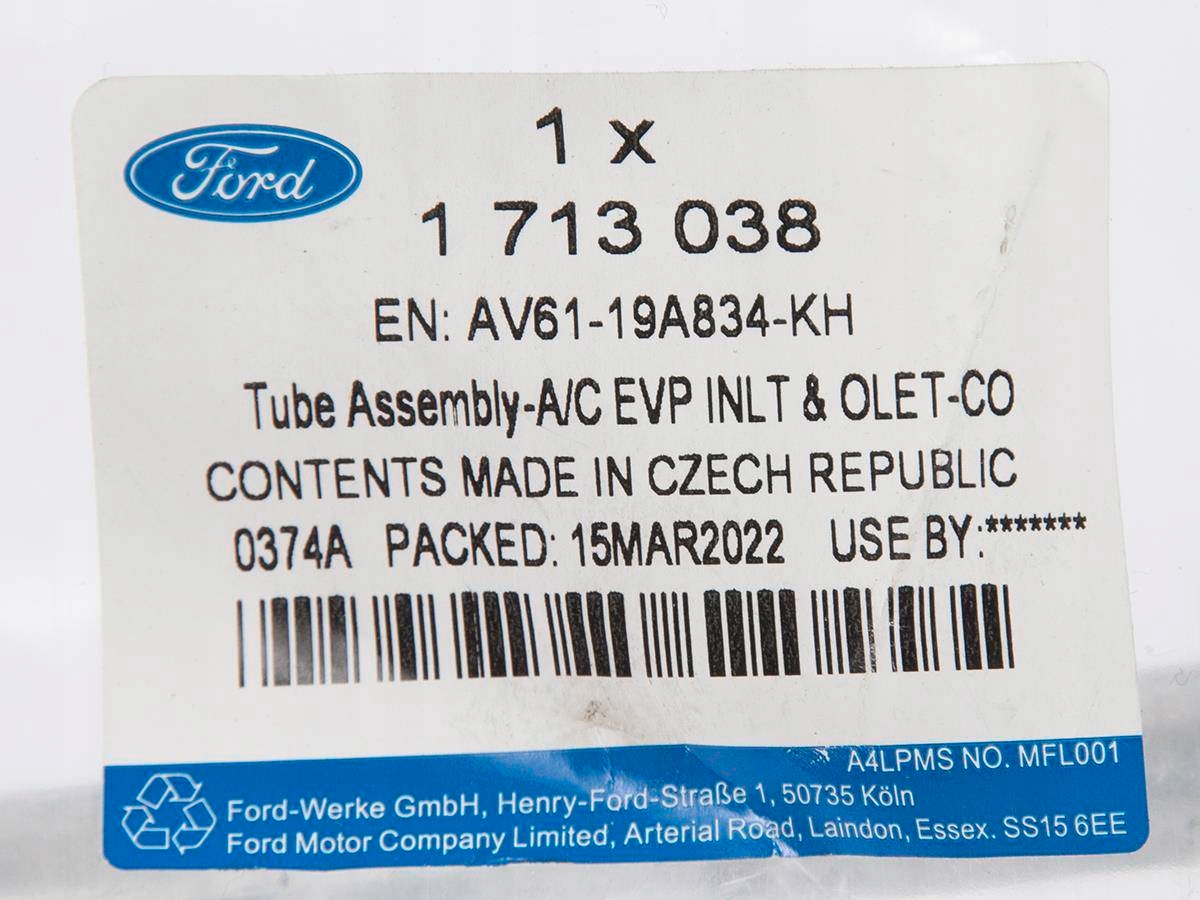 Ford
1 x
1 713 038
EN: AV61-19A834-KH
Tube Assembly-A/C EVP INLT & OLET-CO
CONTENTS MADE IN CZECH REPUBLIC
0374A PACKED: 15MAR2022 USE BY:*******
A4LPMS NO. MFL001
Ford-Werke GmbH, Henry-Ford-Straße 1, 50735 Köln
Ford Motor Company Limited, Arterial Road, Laindon, Essex. SS15 6EE